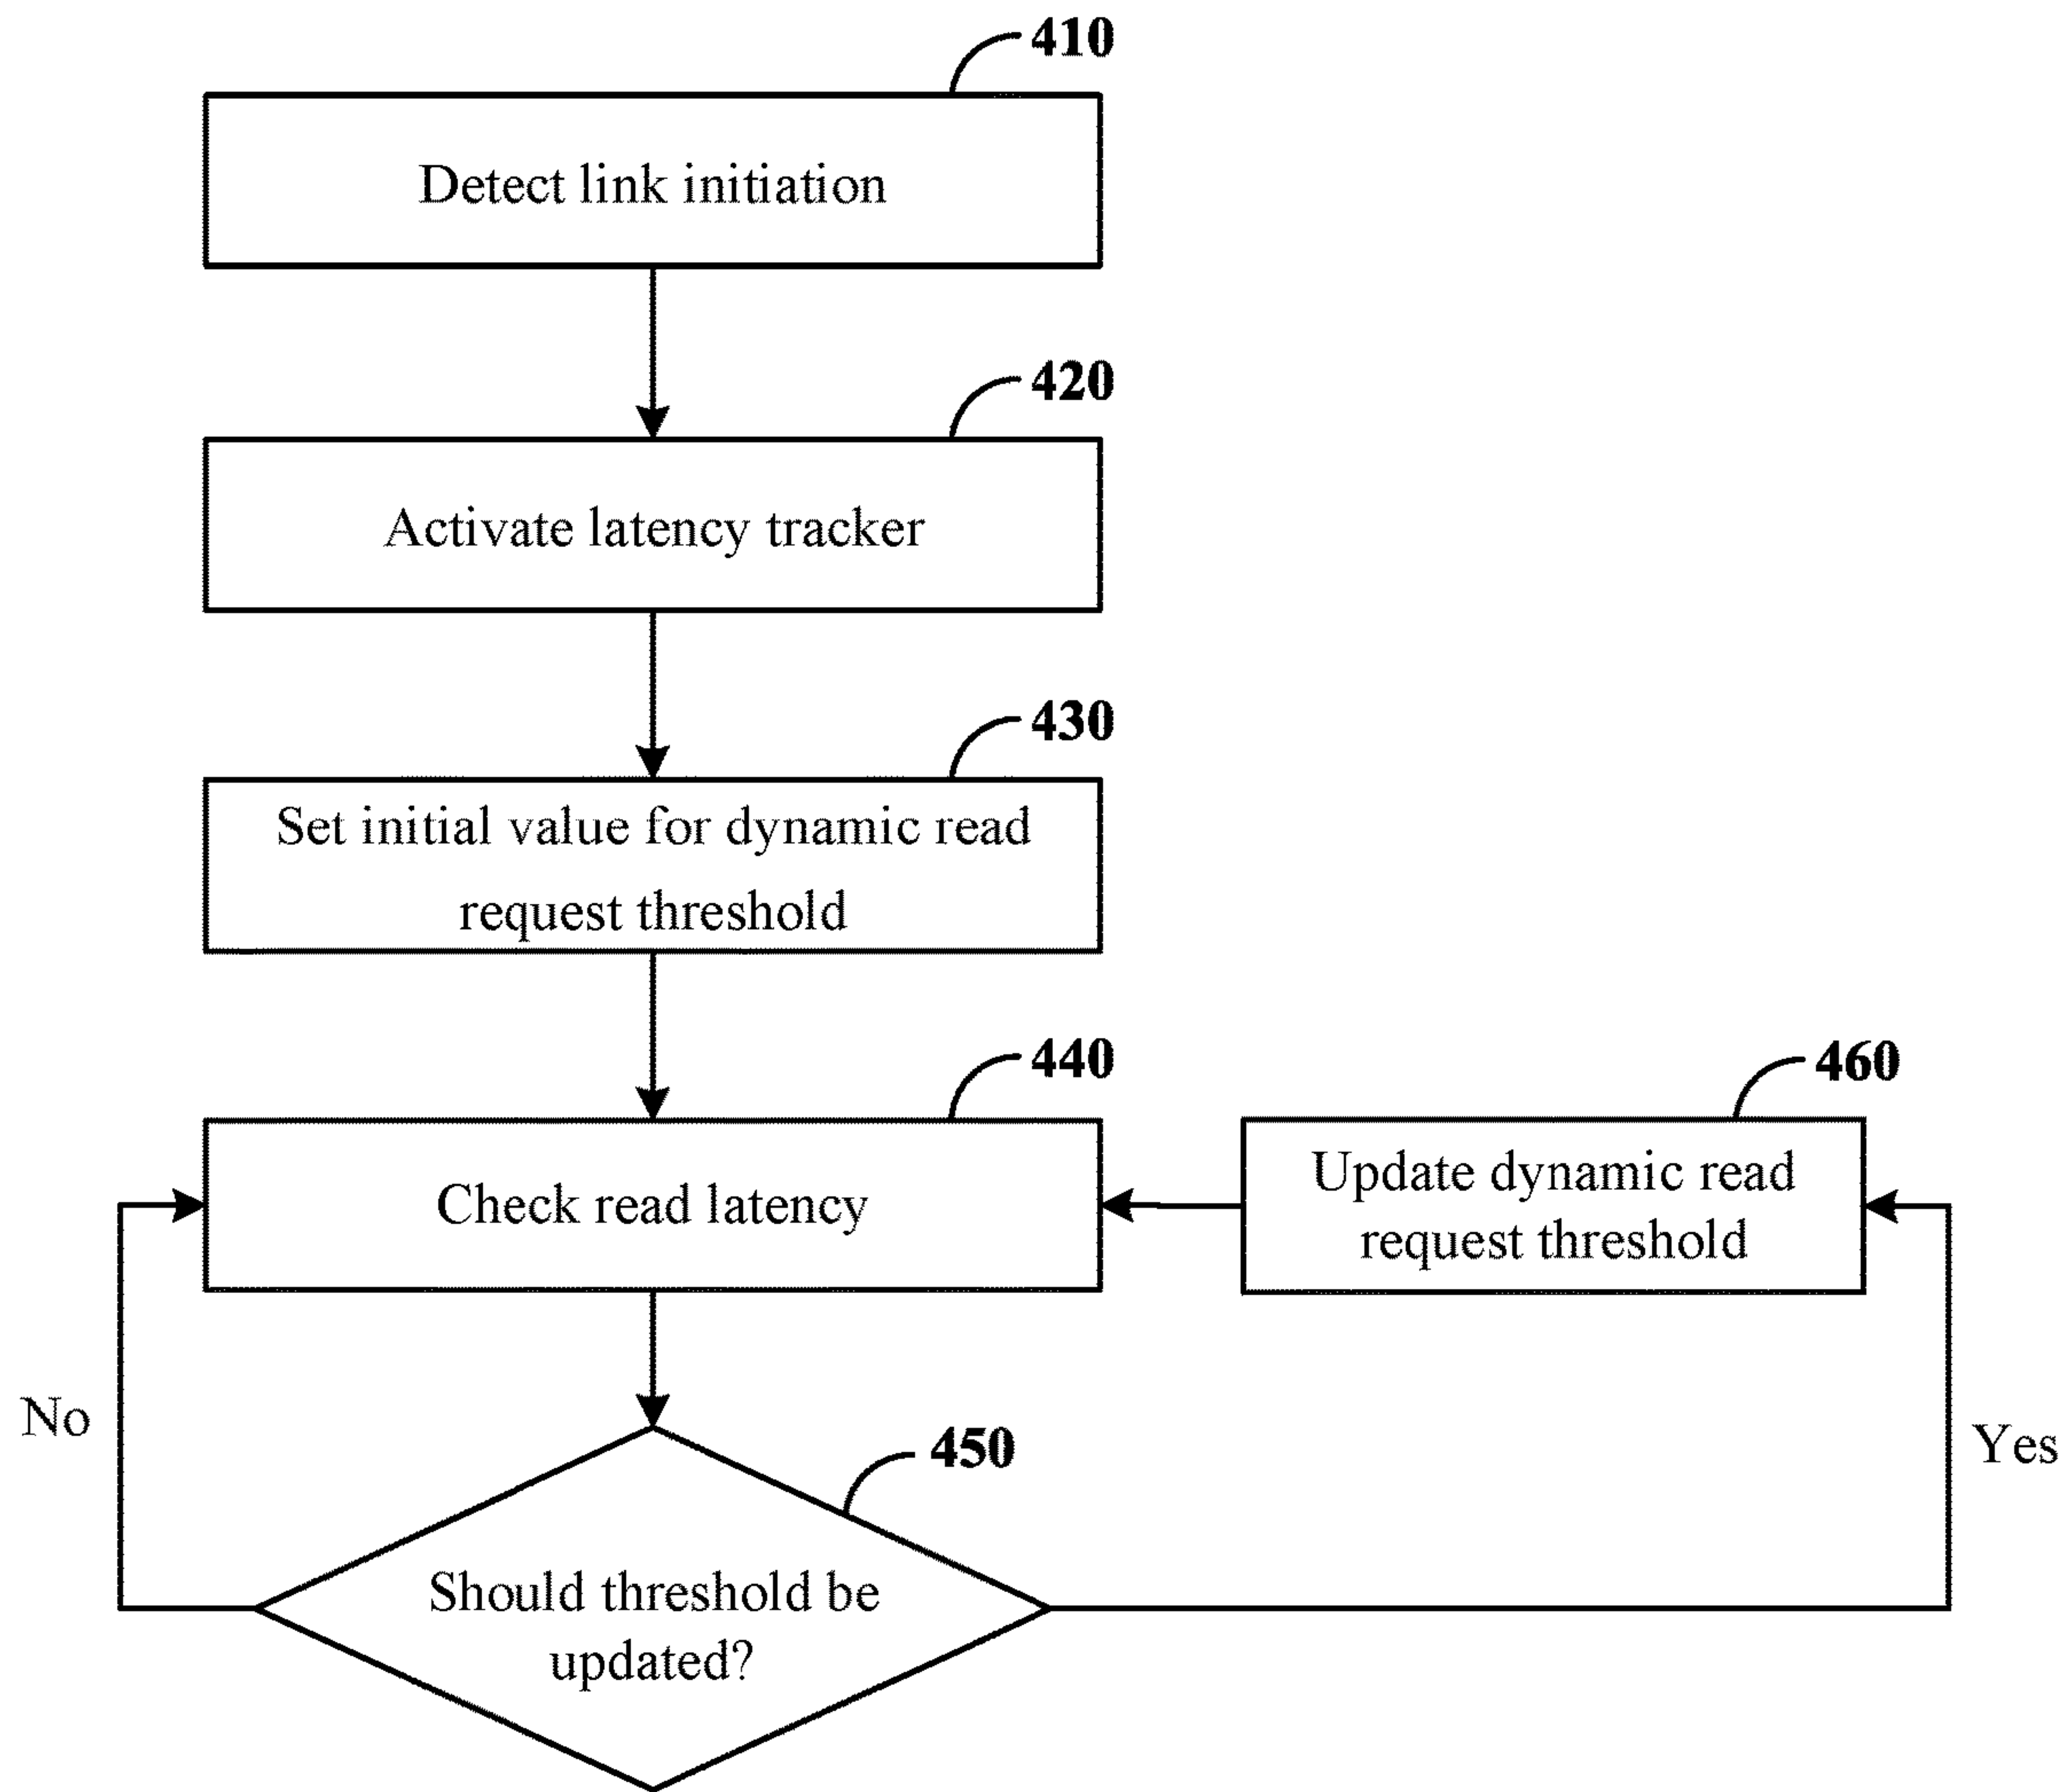 410
Detect link initiation
420
Activate latency tracker
430
Set initial value for dynamic read
request threshold
440
Check read latency
460
Update dynamic read
request threshold
No
Yes
450
Should threshold be
updated?